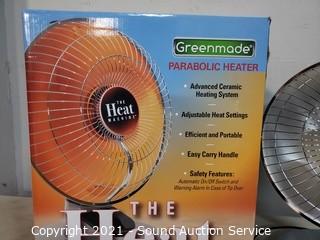 Greenmade®
PARABOLIC HEATER
• Advanced Ceramic
Heating System
• Adjustable Heat Settings
• Efficient and Portable
• Easy Carry Handle
• Safety Features:
Automatic On/Off Switch and
Warning Alarm In Case of Tip Over
THE
Heat
MACHINE
THE
Heat
Copyright 2021 - Sound Auction Service